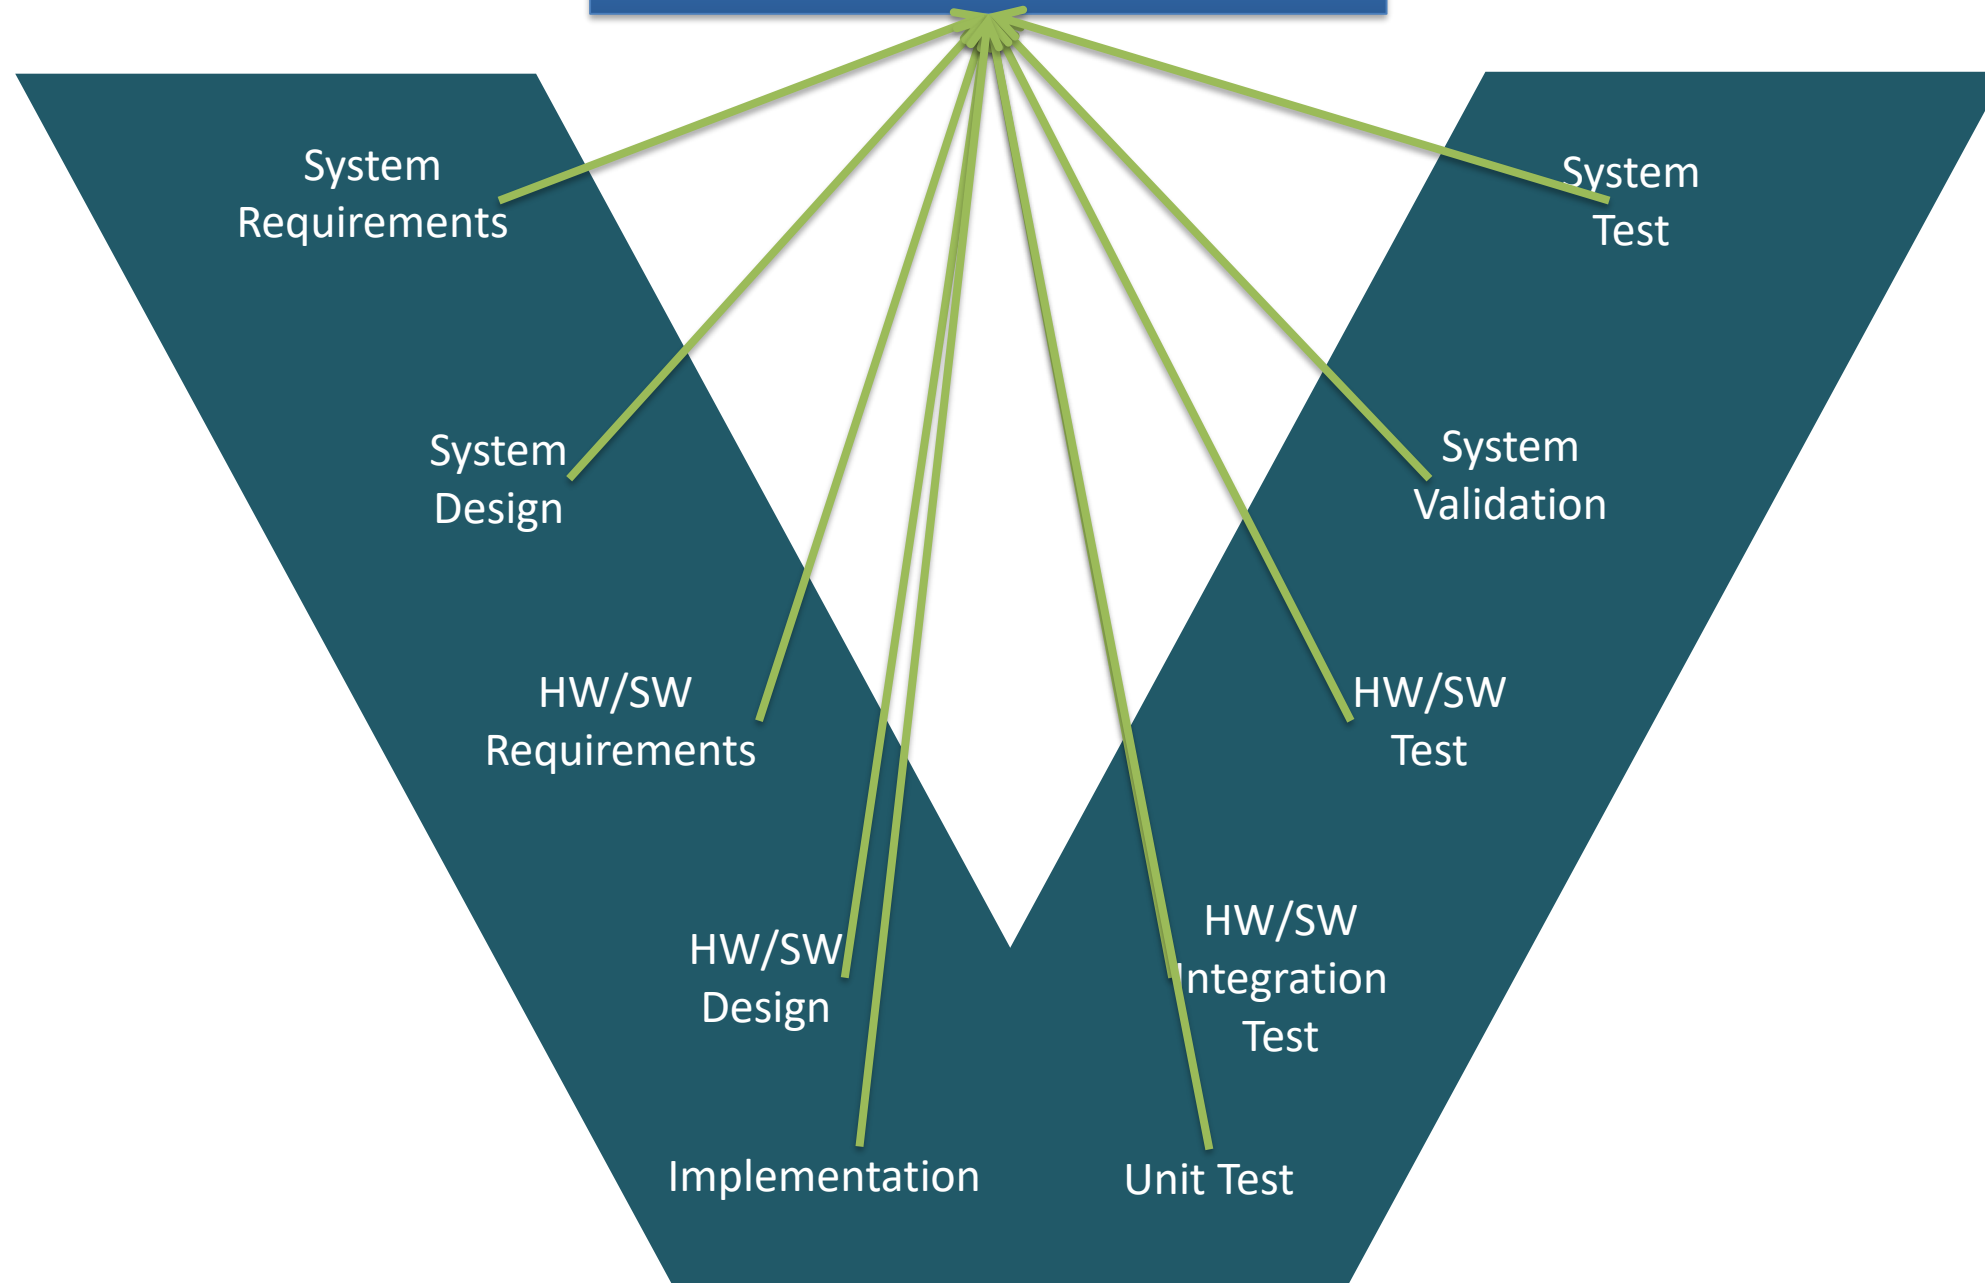 System
Requirements
System
Design
HW/SW
Requirements
HW/SW
Design
Implementation
System
Test
System
Validation
HW/SW
Test
HW/SW
Integration
Test
Unit Test